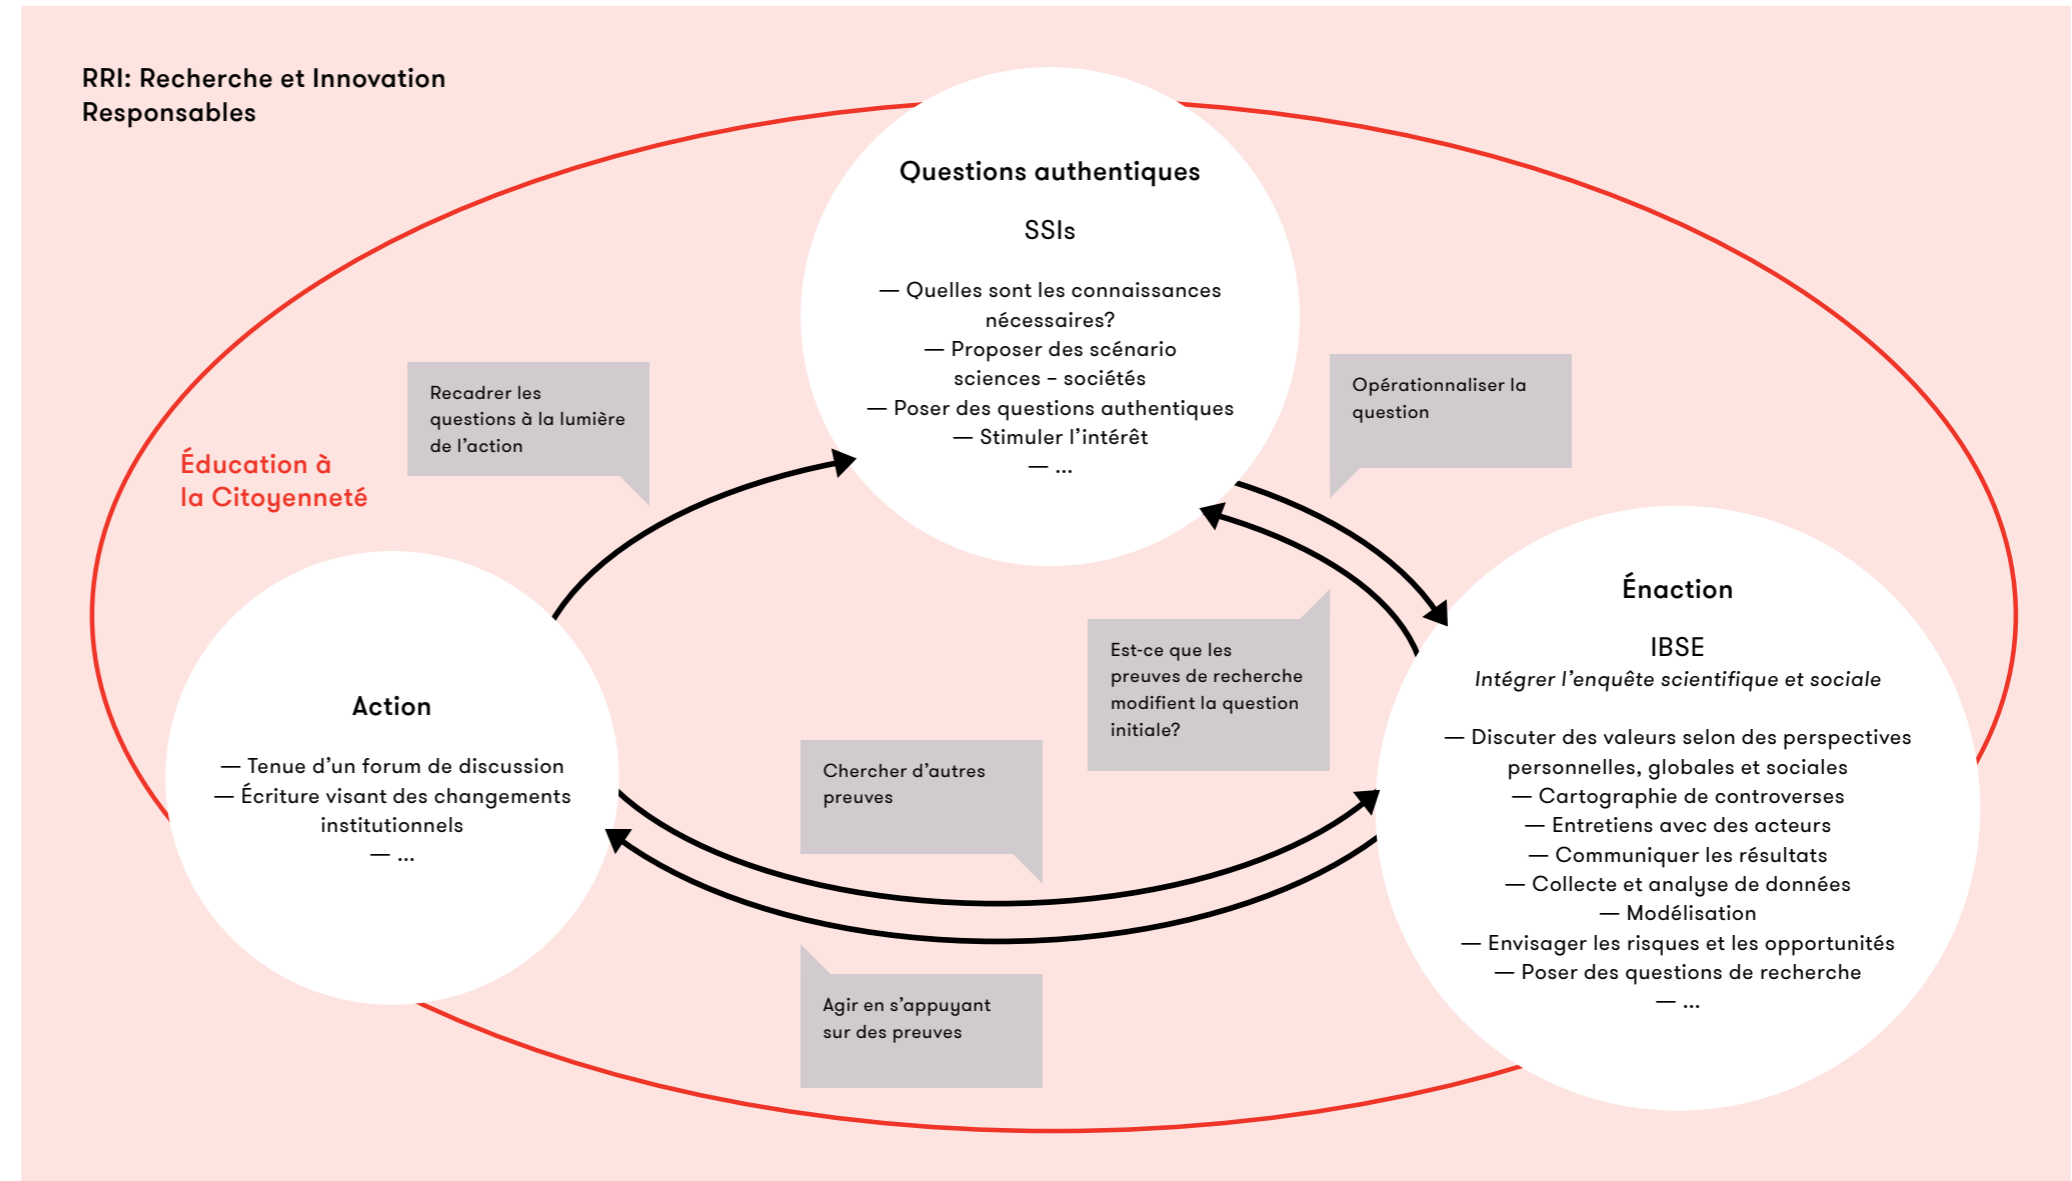 RRI: Recherche et Innovation
Responsables
Questions authentiques
SSIs
— Quelles sont les connaissances
nécessaires?
— Proposer des scénario
sciences – sociétés
— Poser des questions authentiques
— Stimuler l'intérêt
— ...
Recadrer les
questions à la lumière
de l'action
Opérationnaliser la
question
Éducation à
la Citoyenneté
Énaction
IBSE
Intégrer l'enquête scientifique et sociale
— Discuter des valeurs selon des perspectives
personnelles, globales et sociales
— Cartographie de controverses
— Entretiens avec des acteurs
— Communiquer les résultats
— Collecte et analyse de données
— Modélisation
— Envisager les risques et les opportunités
— Poser des questions de recherche
— ...
Est-ce que les
preuves de recherche
modifient la question
initiale?
Action
— Tenue d'un forum de discussion
— Écriture visant des changements
institutionnels
— ...
Chercher d'autres
preuves
Agir en s'appuyant
sur des preuves